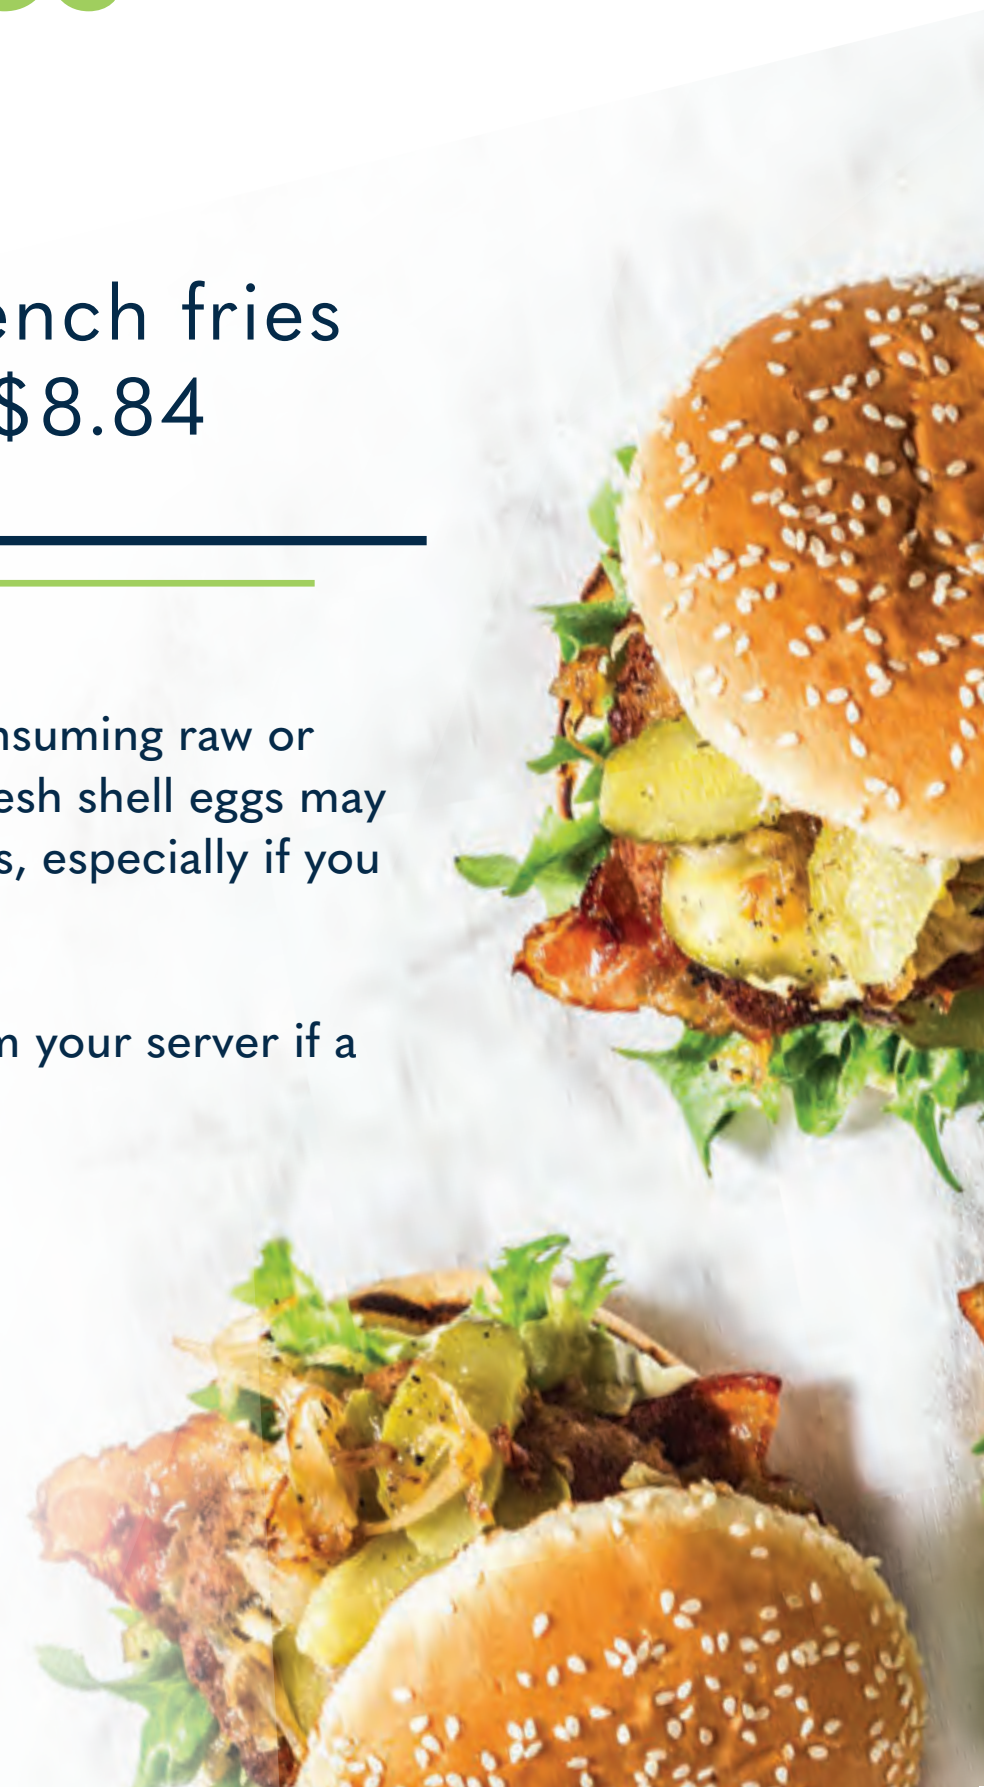 ench fries
$8.84
nsuming raw or
esh shell eggs may
s, especially if you
m your server if a